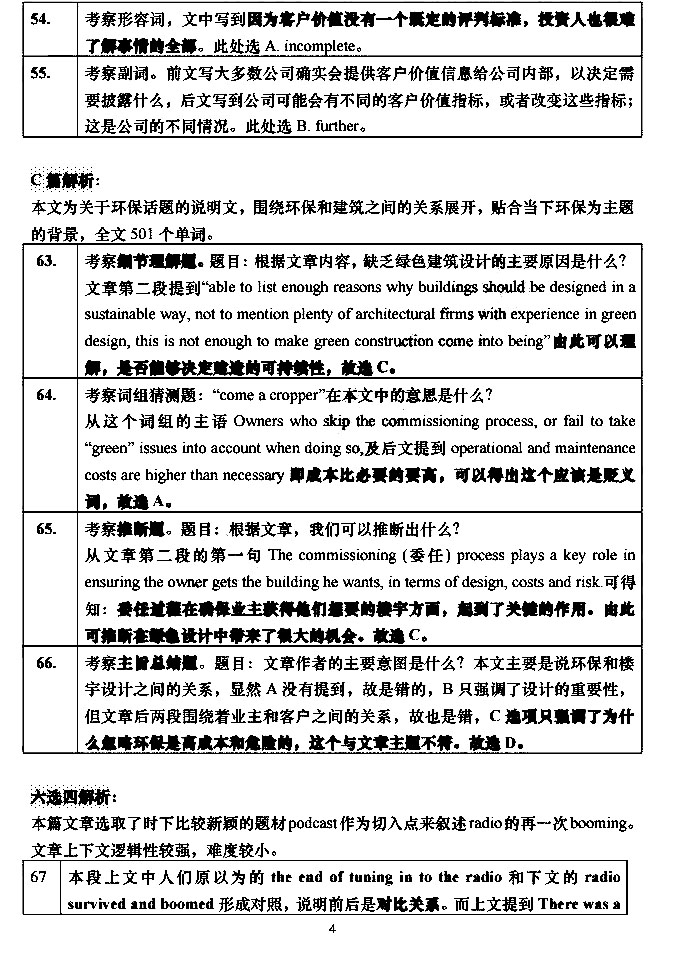 54. 考察形容词，文中写到因为客户价值没有一个既定的评判标准，投资人也很难
了解事情的全部。此处选 A. incomplete。
55. 考察副词。前文写大多数公司确实会提供客户价值信息给公司内部，以决定需
要披露什么，后文写到公司可能会有不同的客户价值指标，或者改变这些指标；
这是公司的不同情况。此处选 B. further。
C 篇解析：
本文为关于环保话题的说明文，围绕环保和建筑之间的关系展开，贴合当下环保为主题
的背景，全文 501 个单词。
63. 考察细节理解题。题目：根据文章内容，缺乏绿色建筑设计的主要原因是什么？
文章第二段提到“able to list enough reasons why buildings should be designed in a
sustainable way, not to mention plenty of architectural firms with experience in green
design, this is not enough to make green construction come into being”由此可以理
解，是否能够决定建造的可持续性，故选 C。
64. 考察词组猜测题：“come a cropper”在本文中的意思是什么？
从这个词组的主语 Owners who skip the commissioning process, or fail to take
“green” issues into account when doing so,及后文提到 operational and maintenance
costs are higher than necessary 即成本比必要的要高，可以得出这个应该是贬义
词，故选 A。
65. 考察推断题。题目：根据文章，我们可以推断出什么？
从文章第二段的第一句 The commissioning (委任) process plays a key role in
ensuring the owner gets the building he wants, in terms of design, costs and risk.可得
知：委任过程在确保业主获得他们想要的楼宇方面，起到了关键的作用。由此
可推断在绿色设计中带来了很大的机会。故选 C。
66. 考察主旨总结题。题目：文章作者的主要意图是什么？本文主要是说环保和楼
宇设计之间的关系，显然 A 没有提到，故是错的，B 只强调了设计的重要性，
但文章后两段围绕着业主和客户之间的关系，故也是错，C 选项只强调了为什
么忽略环保是高成本和危险的，这个与文章主题不符。故选 D。
六选四解析：
本篇文章选取了时下比较新颖的题材 podcast 作为切入点来叙述 radio 的再一次 booming。
文章上下文逻辑性较强，难度较小。
67 本段上文中人们原以为的 the end of tuning in to the radio 和下文的 radio
survived and boomed 形成对照，说明前后是对比关系。而上文提到 There was a
4